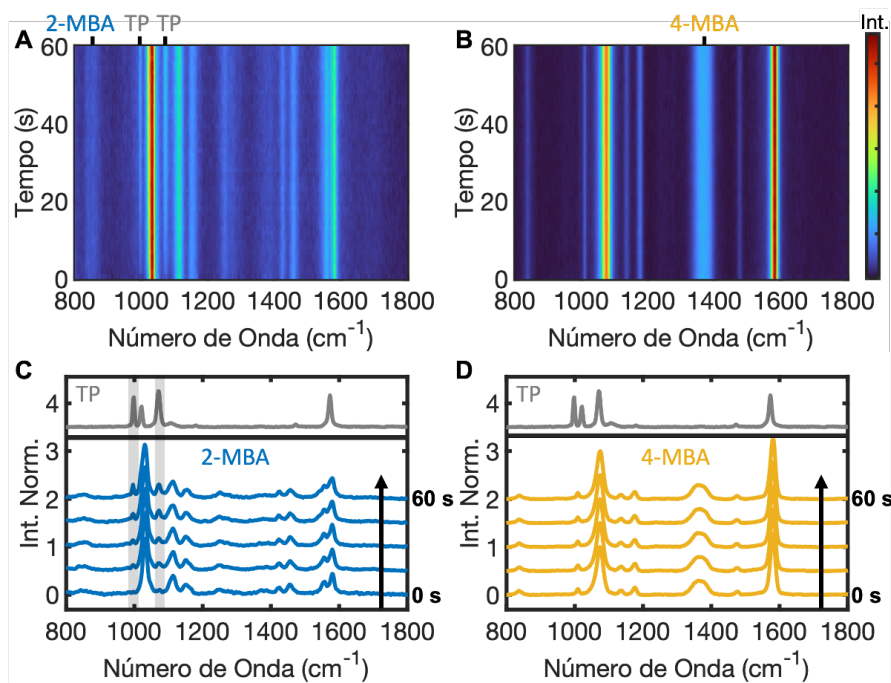 2-MBA TP TP
A
60
40
20
0
Tempo (s)
800 1000 1200 1400 1600 1800
Número de Onda (cm⁻¹)
4-MBA
B
60
40
20
0
Tempo (s)
800 1000 1200 1400 1600 1800
Número de Onda (cm⁻¹)
Int.
C
TP
4
3
2
1
0
Int. Norm.
2-MBA
60 s
0 s
800 1000 1200 1400 1600 1800
Número de Onda (cm⁻¹)
D
TP
4
3
2
1
0
Int. Norm.
4-MBA
60 s
0 s
800 1000 1200 1400 1600 1800
Número de Onda (cm⁻¹)